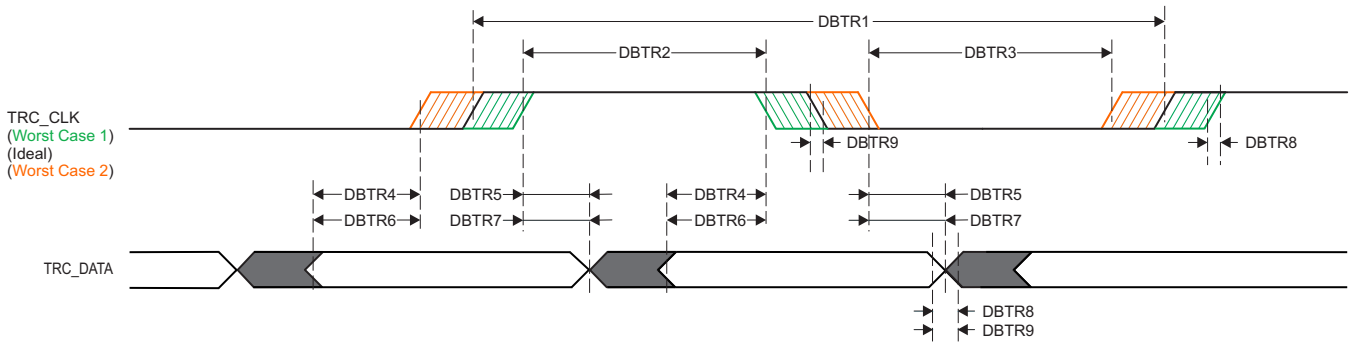 DBTR1
DBTR2
DBTR3
TRC_CLK
(Worst Case 1)
(Ideal)
(Worst Case 2)
DBTR9
DBTR8
DBTR4
DBTR5
DBTR4
DBTR5
DBTR6
DBTR7
DBTR6
DBTR7
TRC_DATA
DBTR8
DBTR9